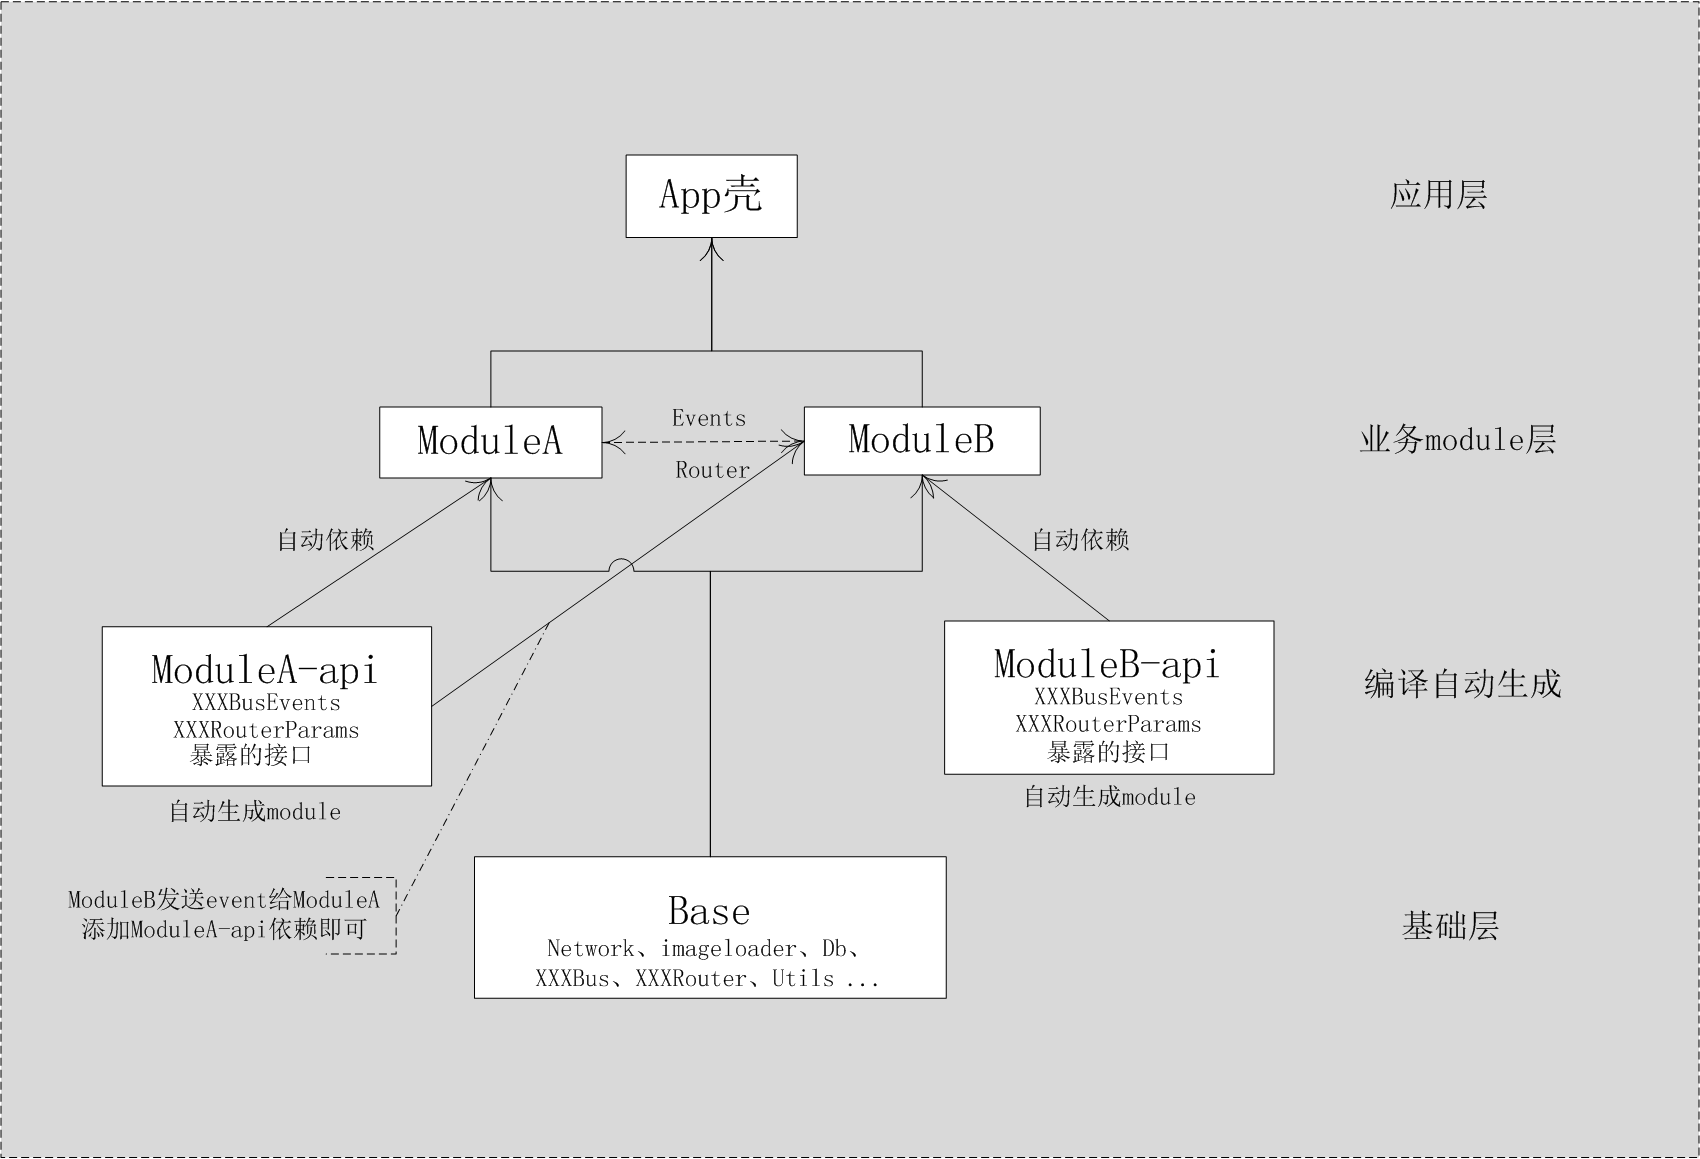 App壳
应用层
Events
ModuleA
ModuleB
业务module层
Router
自动依赖
自动依赖
ModuleA-api
XXXBusEvents
XXXRouterParams
暴露的接口
ModuleB-api
XXXBusEvents
XXXRouterParams
暴露的接口
编译自动生成
自动生成module
自动生成module
ModuleB发送event给ModuleA
添加ModuleA-api依赖即可
Base
Network、imageloader、Db、
XXXBus、XXXRouter、Utils ...
基础层